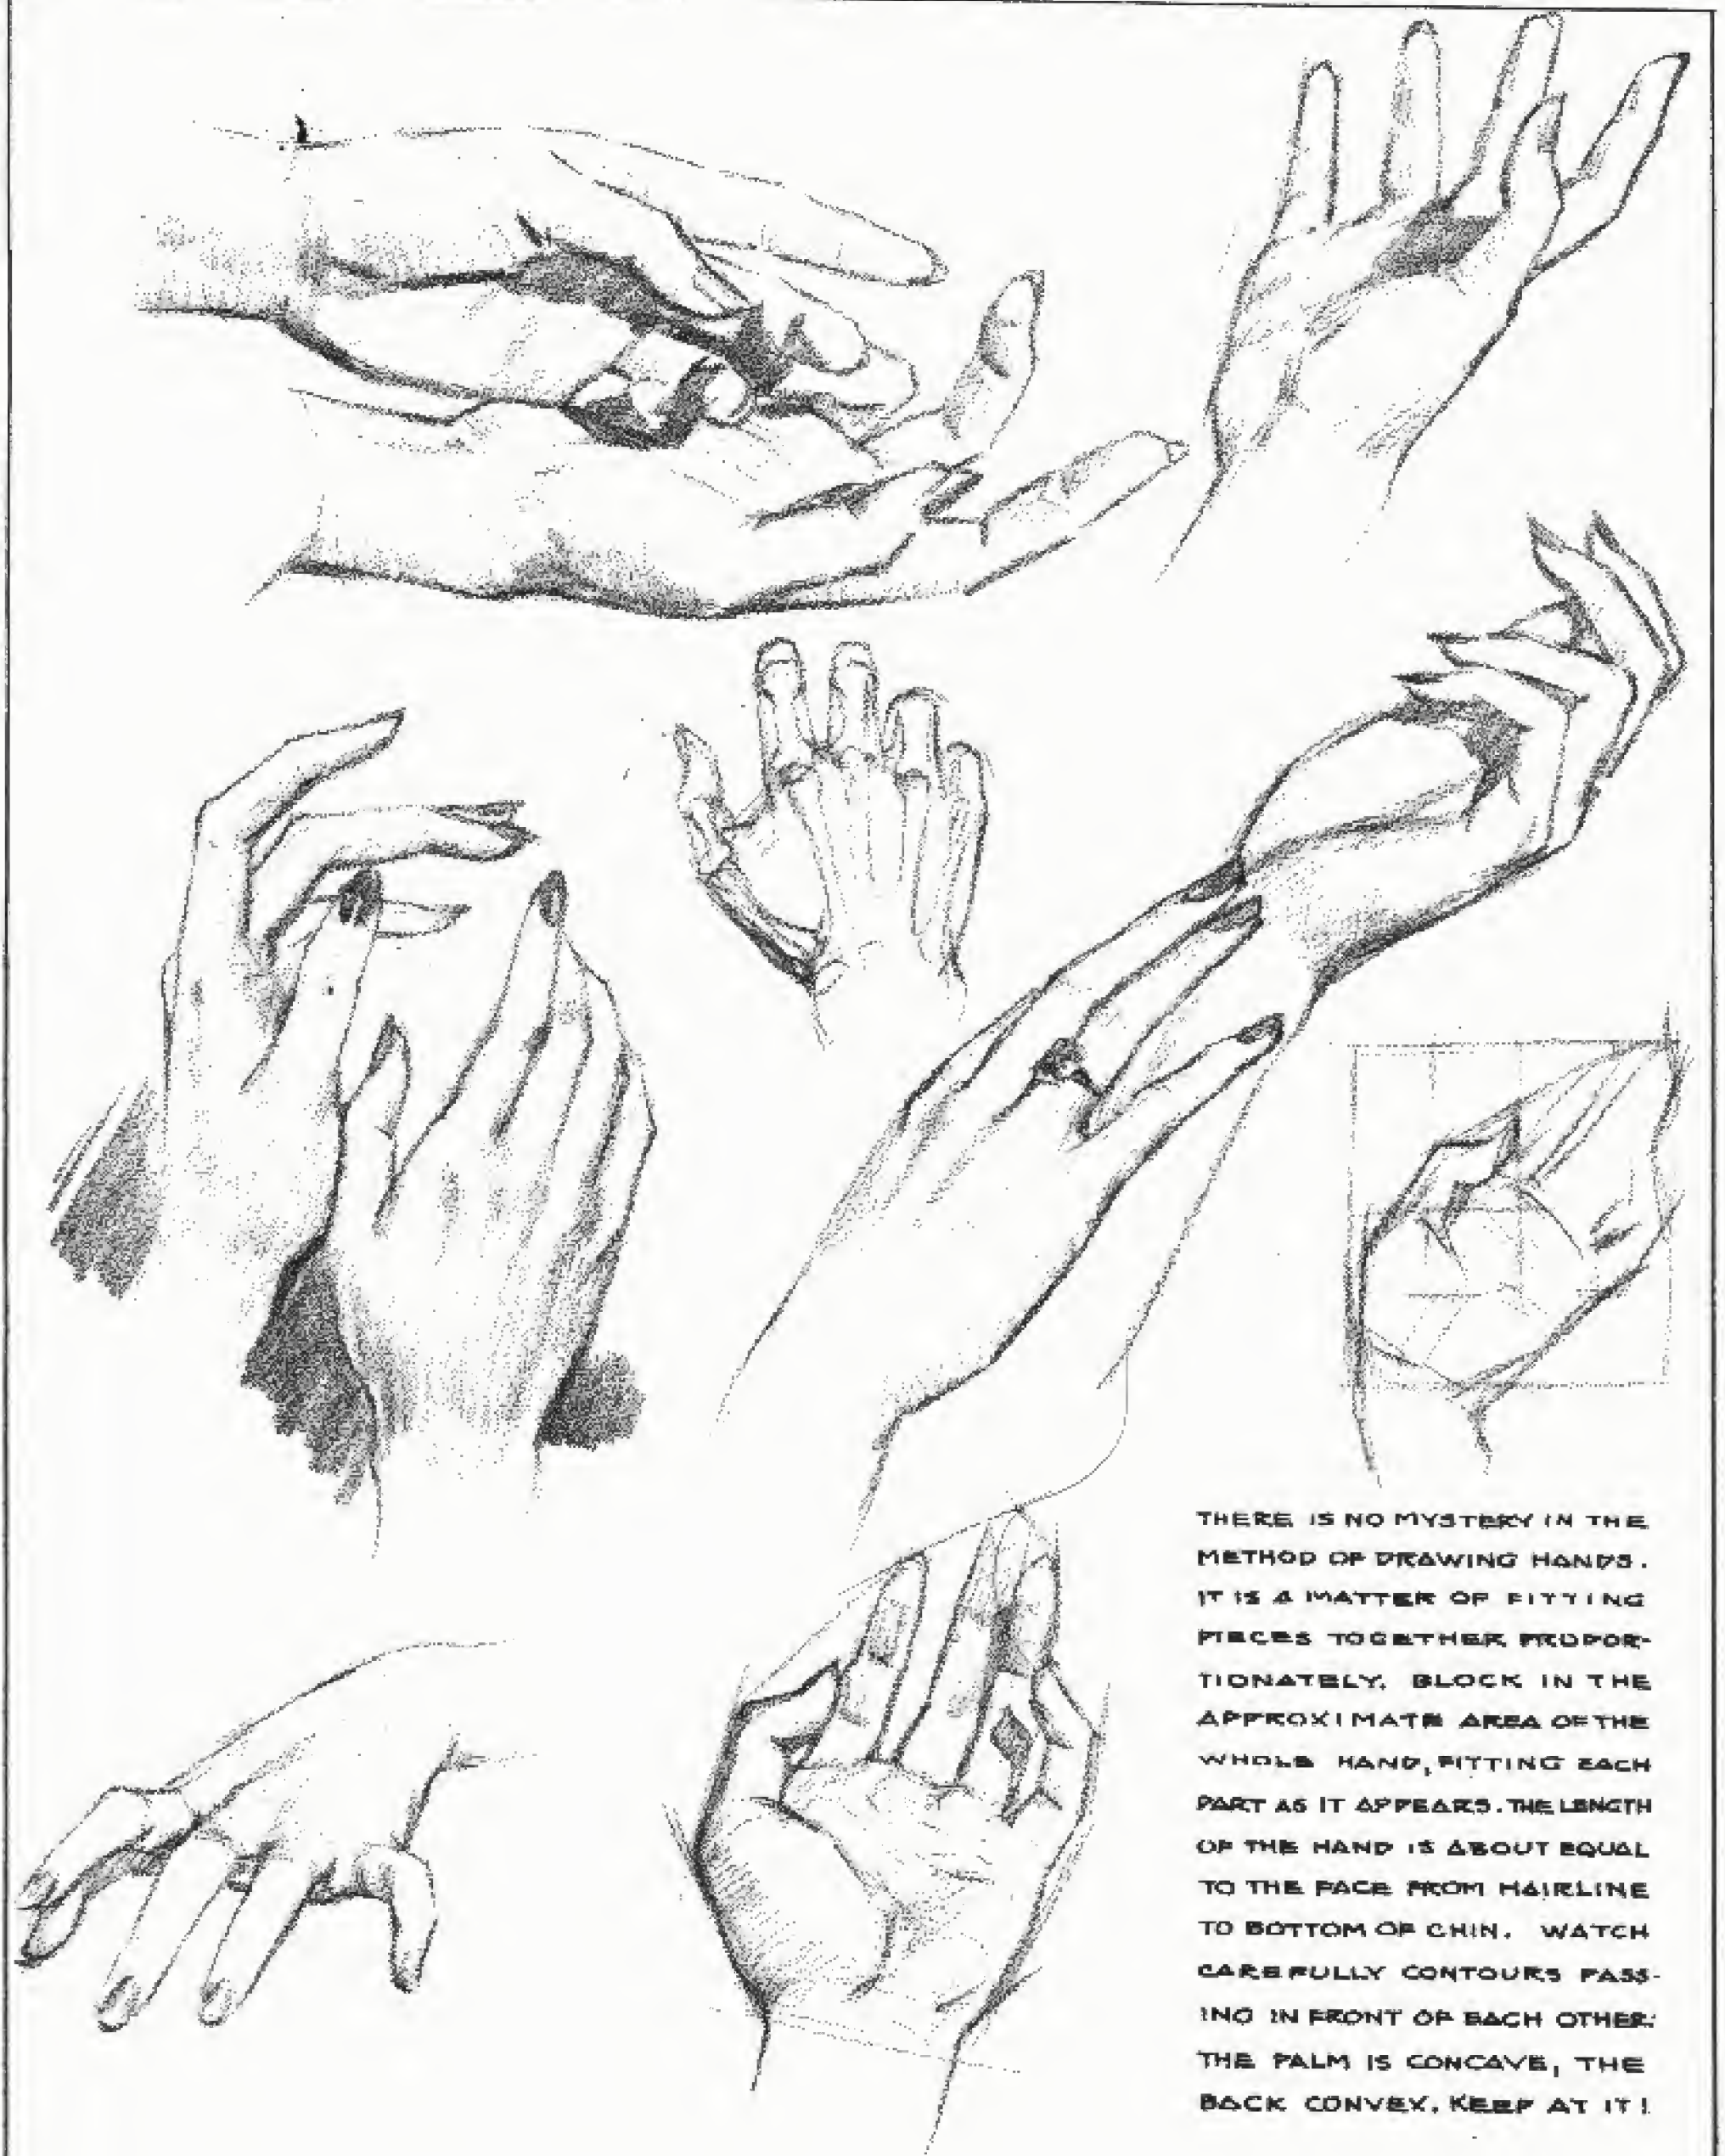 THERE IS NO MYSTERY IN THE
METHOD OF DRAWING HANDS.
IT IS A MATTER OF FITTING
PIECES TOGETHER PROPOR-
TIONATELY. BLOCK IN THE
APPROXIMATE AREA OF THE
WHOLE HAND, FITTING EACH
PART AS IT APPEARS. THE LENGTH
OF THE HAND IS ABOUT EQUAL
TO THE FACE FROM HAIRLINE
TO BOTTOM OF CHIN. WATCH
CAREFULLY CONTOURS PASS-
ING IN FRONT OF EACH OTHER.
THE PALM IS CONCAVE, THE
BACK CONVEX. KEEP AT IT!